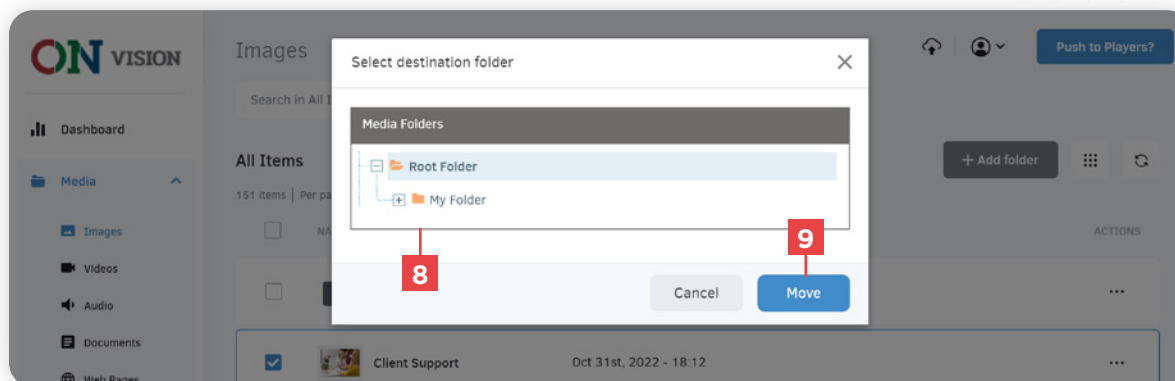 ON VISION
Dashboard
Media
Images
Videos
Audio
Documents
Web Pages
Images
Search in All
All Items
151 items | Per pa
NA
Push to Players?
+ Add folder
ACTIONS
Select destination folder
Media Folders
Root Folder
My Folder
8
9
Cancel
Move
Client Support
Oct 31st, 2022 - 18:12